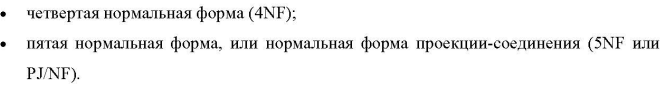 • четвертая нормальная форма (4NF);
• пятая нормальная форма, или нормальная форма проекции-соединения (5NF или
PJ/NF).